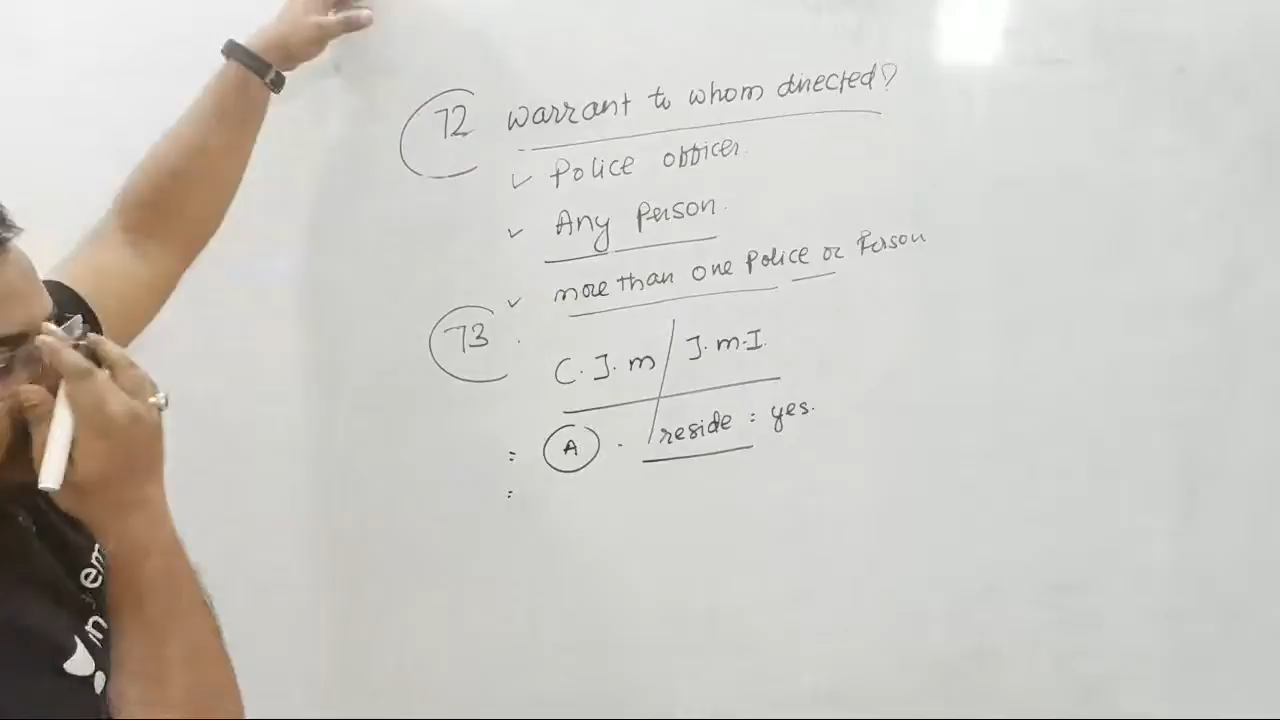 72 Warrant to whom directed?
✓ Police officer.
✓ Any Person.
✓ more than one Police or Person
73. C.J.m / J.m.I.
: A . reside : yes.
: